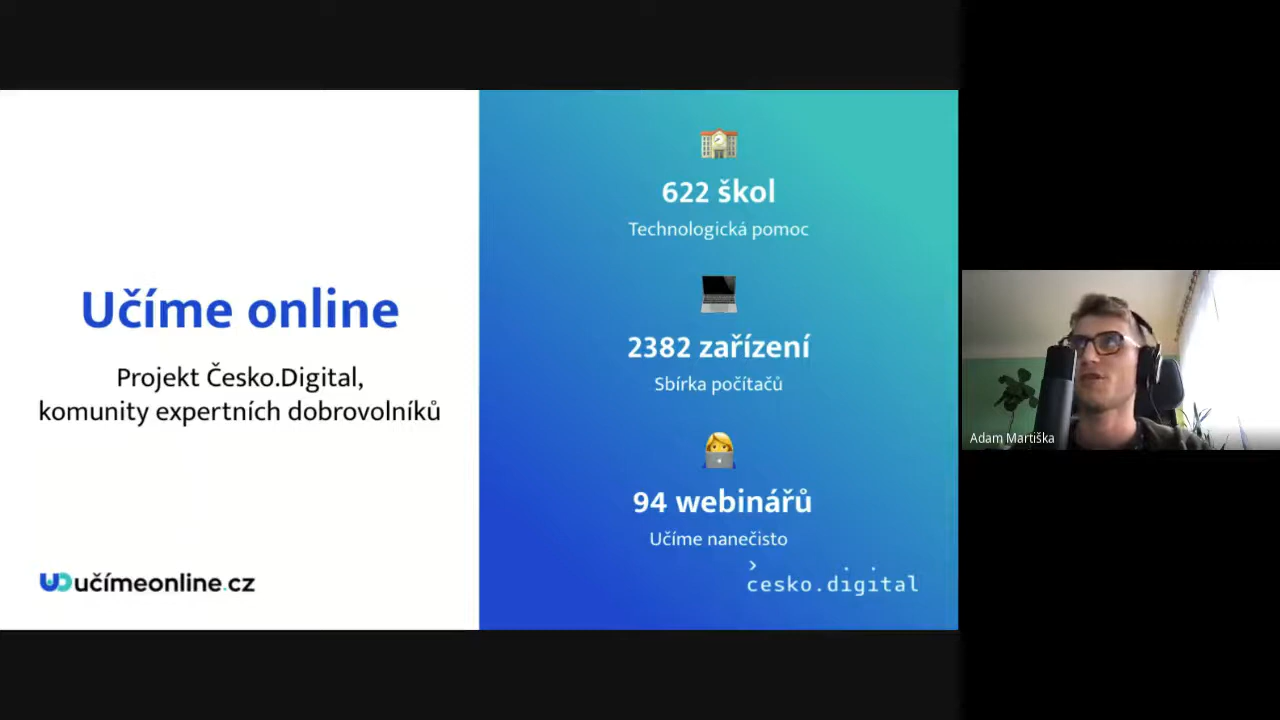 Učíme online
Projekt Česko.Digital,
komunity expertních dobrovolníků
učímeonline.cz
622 škol
Technologická pomoc
2382 zařízení
Sbírka počítačů
94 webinářů
Učíme nanečisto
cesko.digital
Adam Martiška